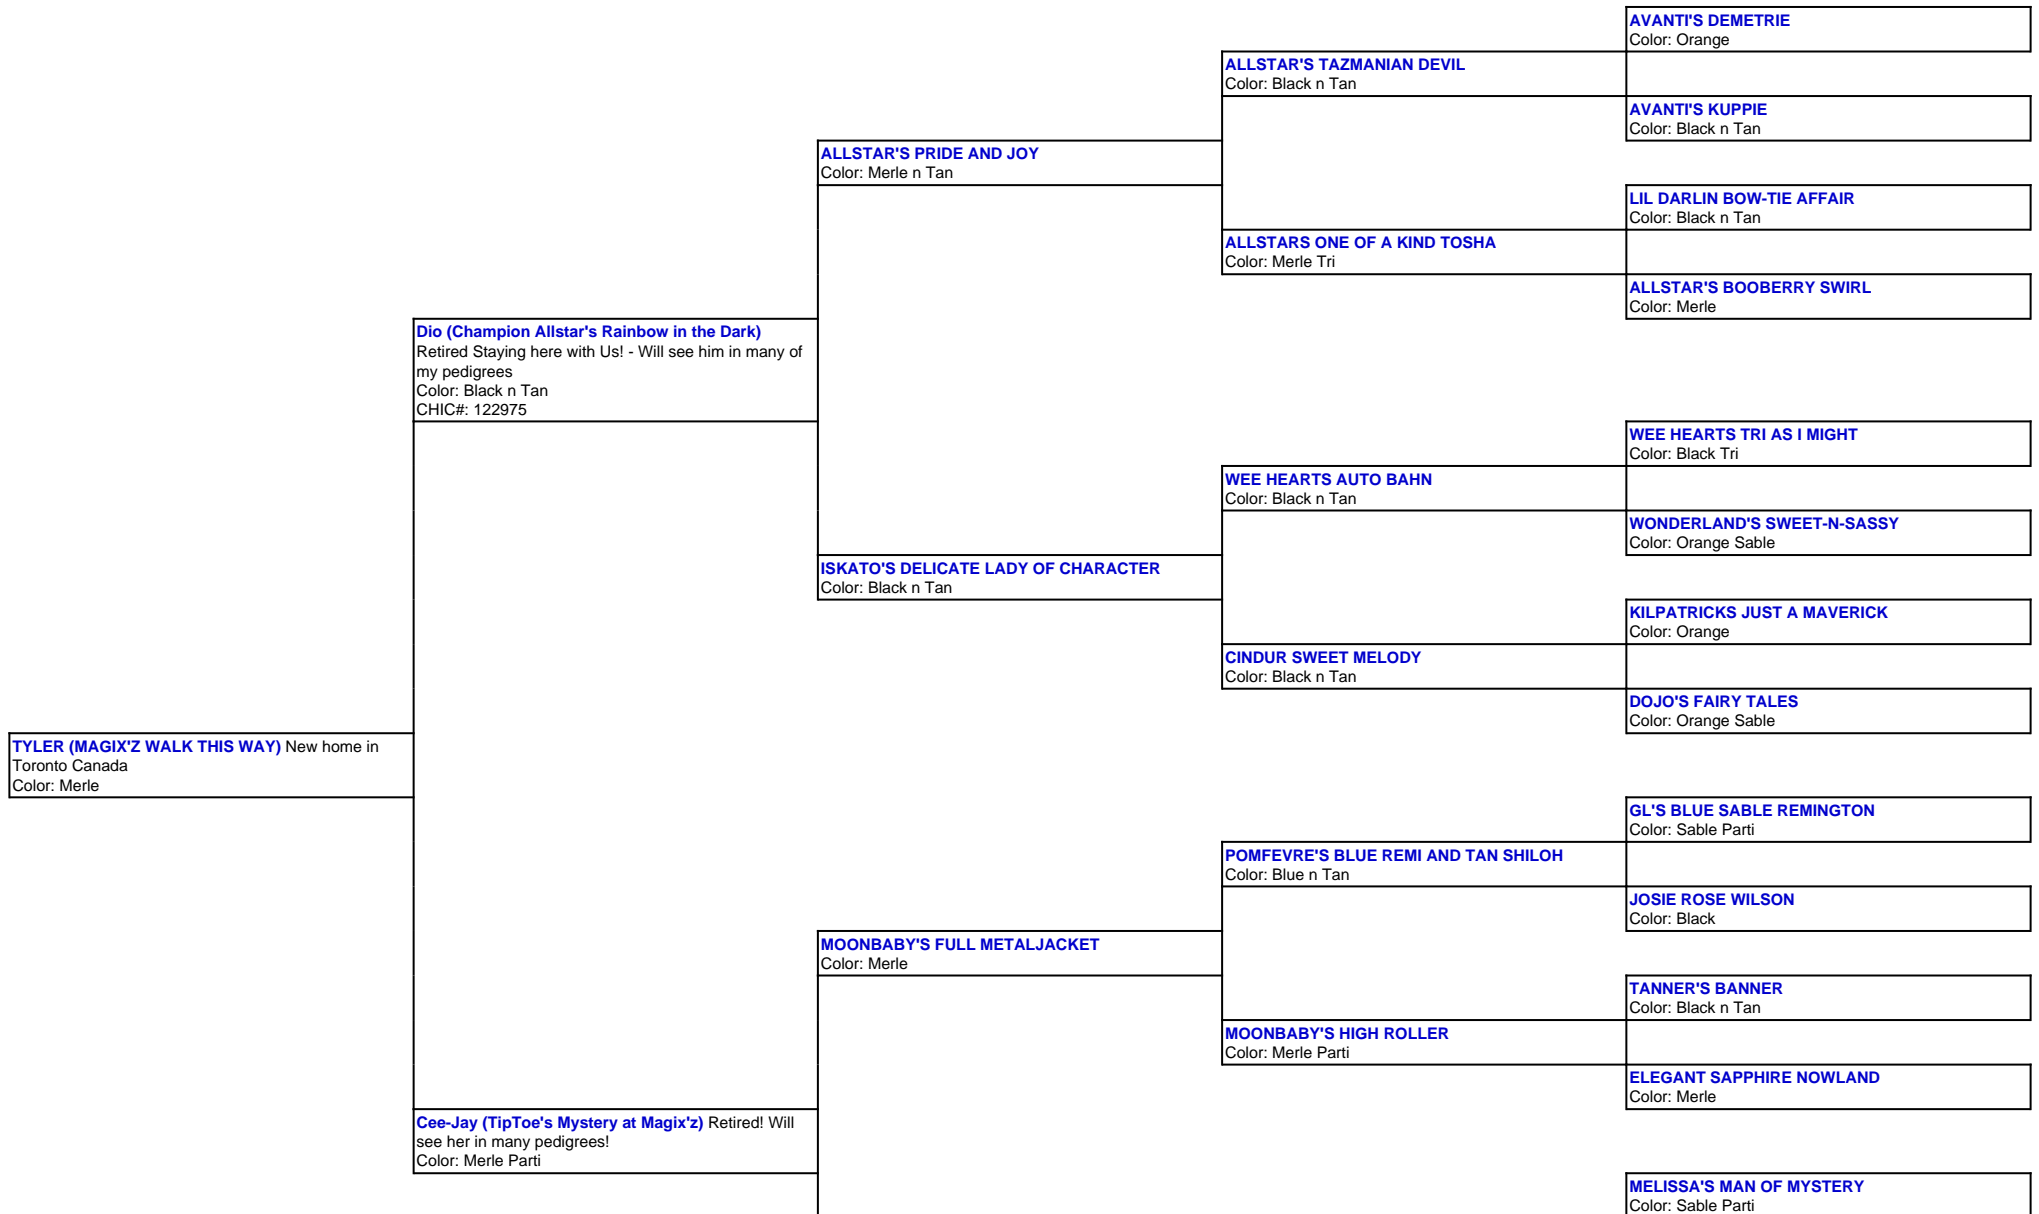 AVANTI'S DEMETRIE
Color: Orange
ALLSTAR'S TAZMANIAN DEVIL
Color: Black n Tan
AVANTI'S KUPPIE
Color: Black n Tan
ALLSTAR'S PRIDE AND JOY
Color: Merle n Tan
LIL DARLIN BOW-TIE AFFAIR
Color: Black n Tan
ALLSTARS ONE OF A KIND TOSHA
Color: Merle Tri
ALLSTAR'S BOOBERRY SWIRL
Color: Merle
Dio (Champion Allstar's Rainbow in the Dark)
Retired Staying here with Us! - Will see him in many of
my pedigrees
Color: Black n Tan
CHIC#: 122975
WEE HEARTS TRI AS I MIGHT
Color: Black Tri
WEE HEARTS AUTO BAHN
Color: Black n Tan
WONDERLAND'S SWEET-N-SASSY
Color: Orange Sable
ISKATO'S DELICATE LADY OF CHARACTER
Color: Black n Tan
KILPATRICKS JUST A MAVERICK
Color: Orange
CINDUR SWEET MELODY
Color: Black n Tan
DOJO'S FAIRY TALES
Color: Orange Sable
TYLER (MAGIX'Z WALK THIS WAY) New home in
Toronto Canada
Color: Merle
GL'S BLUE SABLE REMINGTON
Color: Sable Parti
POMFEVRE'S BLUE REMI AND TAN SHILOH
Color: Blue n Tan
JOSIE ROSE WILSON
Color: Black
MOONBABY'S FULL METALJACKET
Color: Merle
TANNER'S BANNER
Color: Black n Tan
MOONBABY'S HIGH ROLLER
Color: Merle Parti
ELEGANT SAPPHIRE NOWLAND
Color: Merle
Cee-Jay (TipToe's Mystery at Magix'z) Retired! Will
see her in many pedigrees!
Color: Merle Parti
MELISSA'S MAN OF MYSTERY
Color: Sable Parti